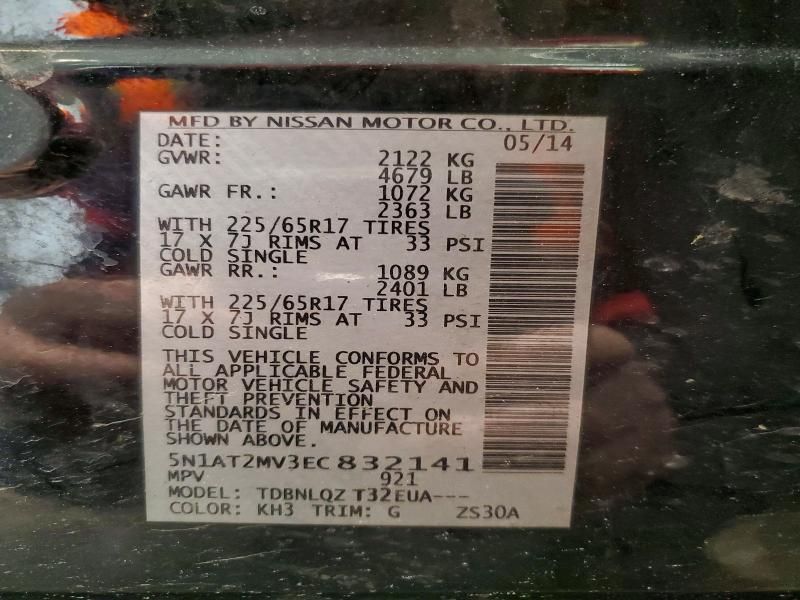 MFD BY NISSAN MOTOR CO., LTD.
DATE: 05/14
GVWR: 2122 KG
4679 LB
GAWR FR.: 1072 KG
2363 LB
WITH 225/65R17 TIRES
17 X 7J RIMS AT 33 PSI
COLD SINGLE
GAWR RR.: 1089 KG
2401 LB
WITH 225/65R17 TIRES
17 X 7J RIMS AT 33 PSI
COLD SINGLE
THIS VEHICLE CONFORMS TO
ALL APPLICABLE FEDERAL
MOTOR VEHICLE SAFETY AND
THEFT PREVENTION
STANDARDS IN EFFECT ON
THE DATE OF MANUFACTURE
SHOWN ABOVE.
5N1AT2MV3EC832141
MPV 921
MODEL: TDBNLQZ T32EUA---
COLOR: KH3 TRIM: G ZS30A